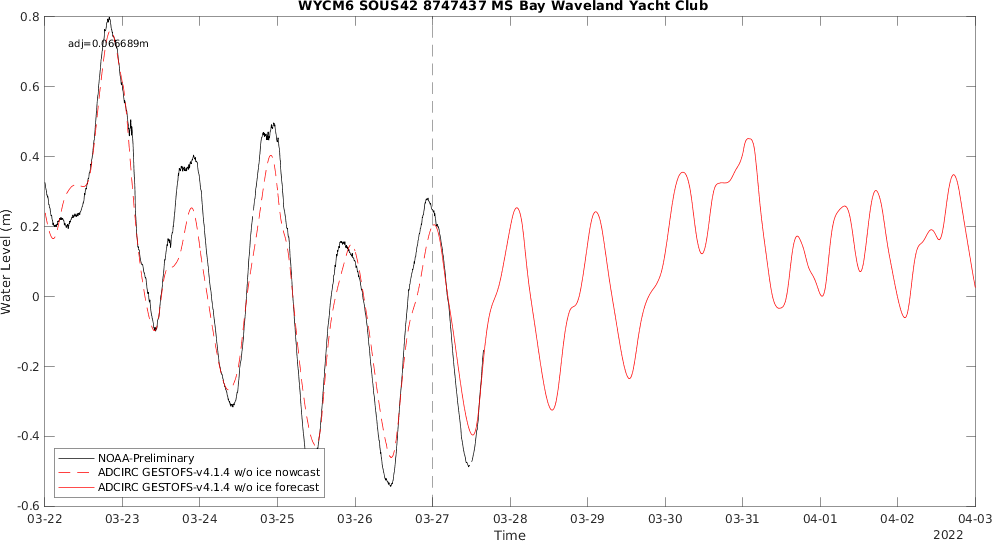 WYCM6 SOUS42 8747437 MS Bay Waveland Yacht Club
adj=0.066689m
0.8
0.6
0.4
0.2
0
-0.2
-0.4
-0.6
Water Level (m)
NOAA-Preliminary
ADCIRC GESTOFS-v4.1.4 w/o ice nowcast
ADCIRC GESTOFS-v4.1.4 w/o ice forecast
03-22 03-23 03-24 03-25 03-26 03-27 03-28 03-29 03-30 03-31 04-01 04-02 04-03
Time
2022